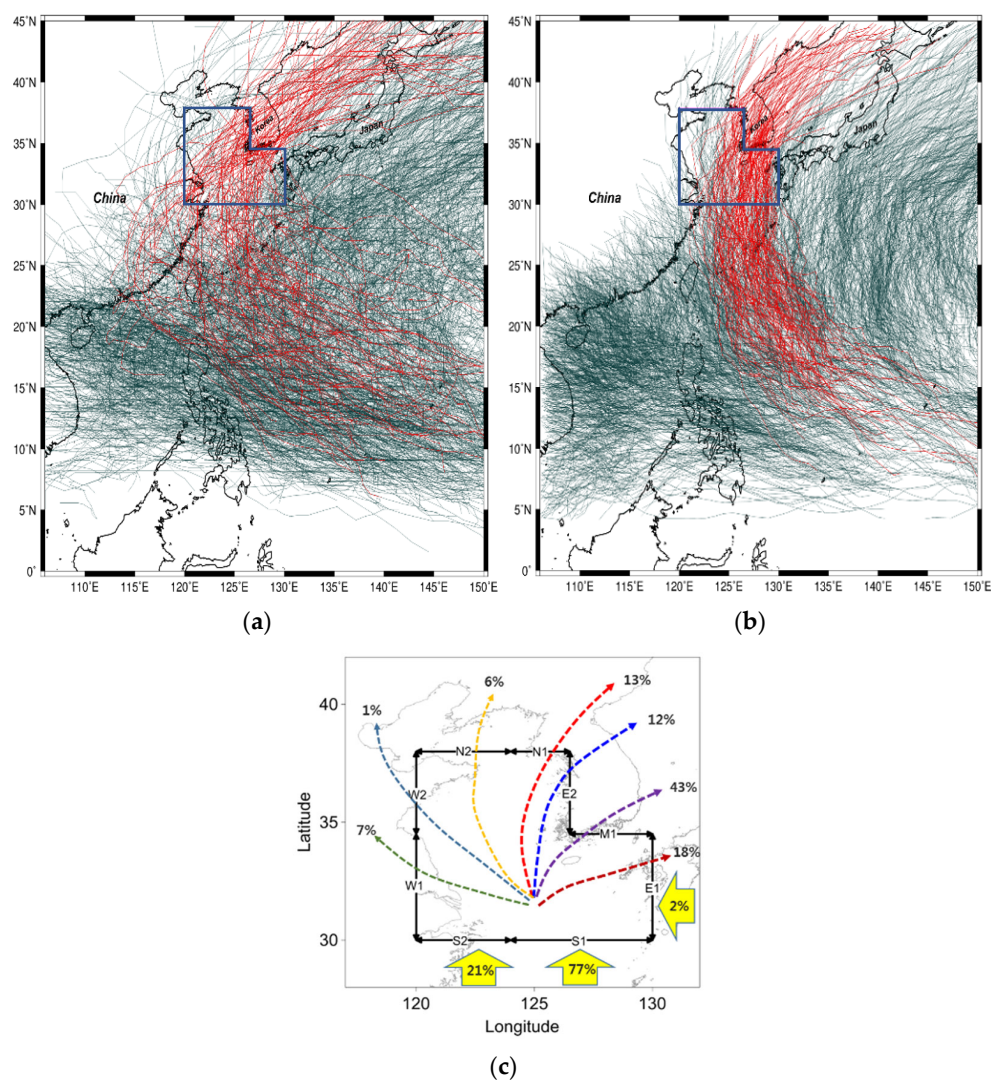 45°N
40°N
35°N
30°N
25°N
20°N
15°N
10°N
5°N
0°
110°E 115°E 120°E 125°E 130°E 135°E 140°E 145°E 150°E
China
Korea
Japan
(a)
45°N
40°N
35°N
30°N
25°N
20°N
15°N
10°N
5°N
0°
110°E 115°E 120°E 125°E 130°E 135°E 140°E 145°E 150°E
China
Korea
Japan
(b)
Latitude
40
35
30
1% 6% 13%
12%
N2 N1
W2 E2 43%
7% M1
18%
W1 E1
2%
S2 S1
21% 77%
120 125 130
Longitude
(c)